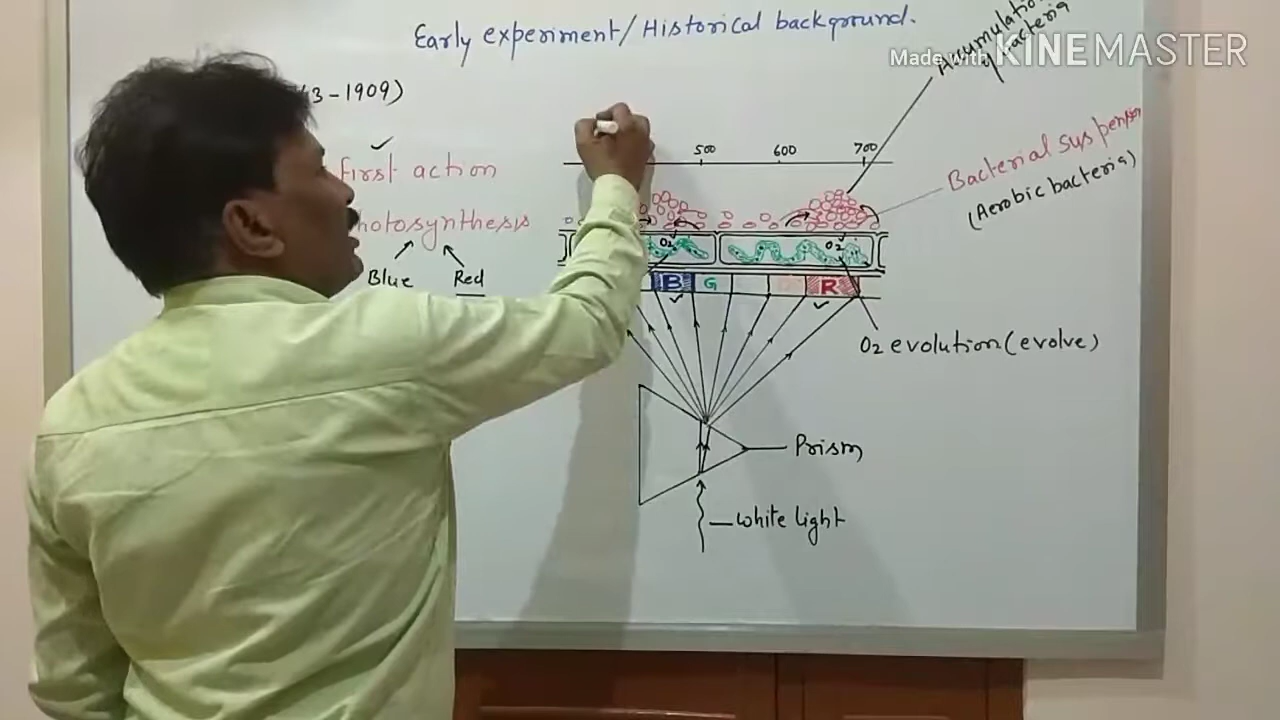 Early experiment/Historical background.
Made with KINEMASTER
Accumulation
of bacteria
3-1909)
First action
hotosynthesis
Blue Red
500 600 700
Bacterial suspension
(Aerobic bacteria)
O2 O2
B G R
O2 evolution(evolve)
Prism
White light